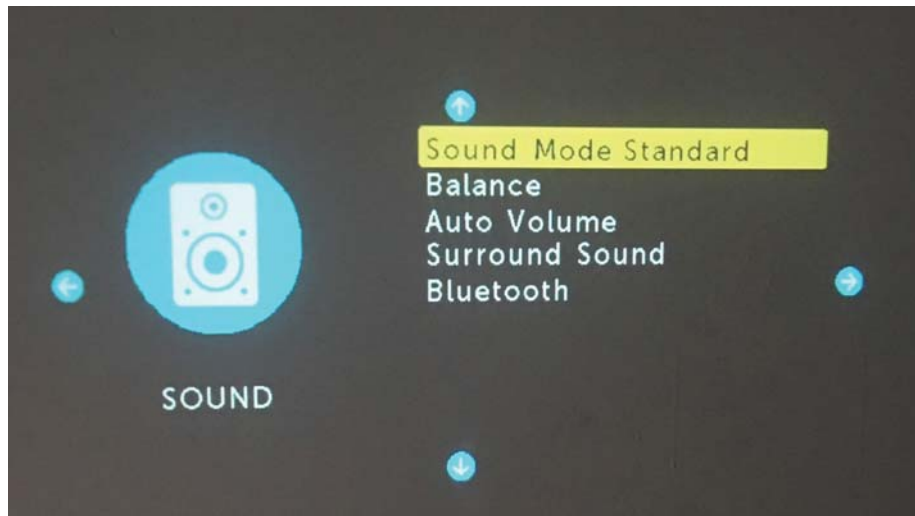 Sound Mode Standard
Balance
Auto Volume
Surround Sound
Bluetooth
SOUND